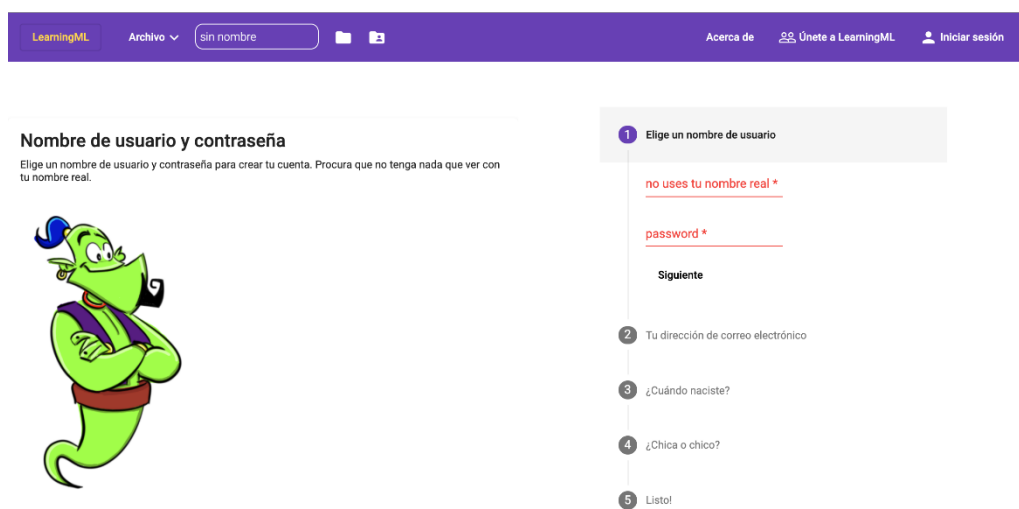 LearningML Archivo sin nombre Acerca de Únete a LearningML Iniciar sesión
Nombre de usuario y contraseña
Elige un nombre de usuario y contraseña para crear tu cuenta. Procura que no tenga nada que ver con
tu nombre real.
1 Elige un nombre de usuario
no uses tu nombre real *
password *
Siguiente
2 Tu dirección de correo electrónico
3 ¿Cuándo naciste?
4 ¿Chica o chico?
5 Listo!